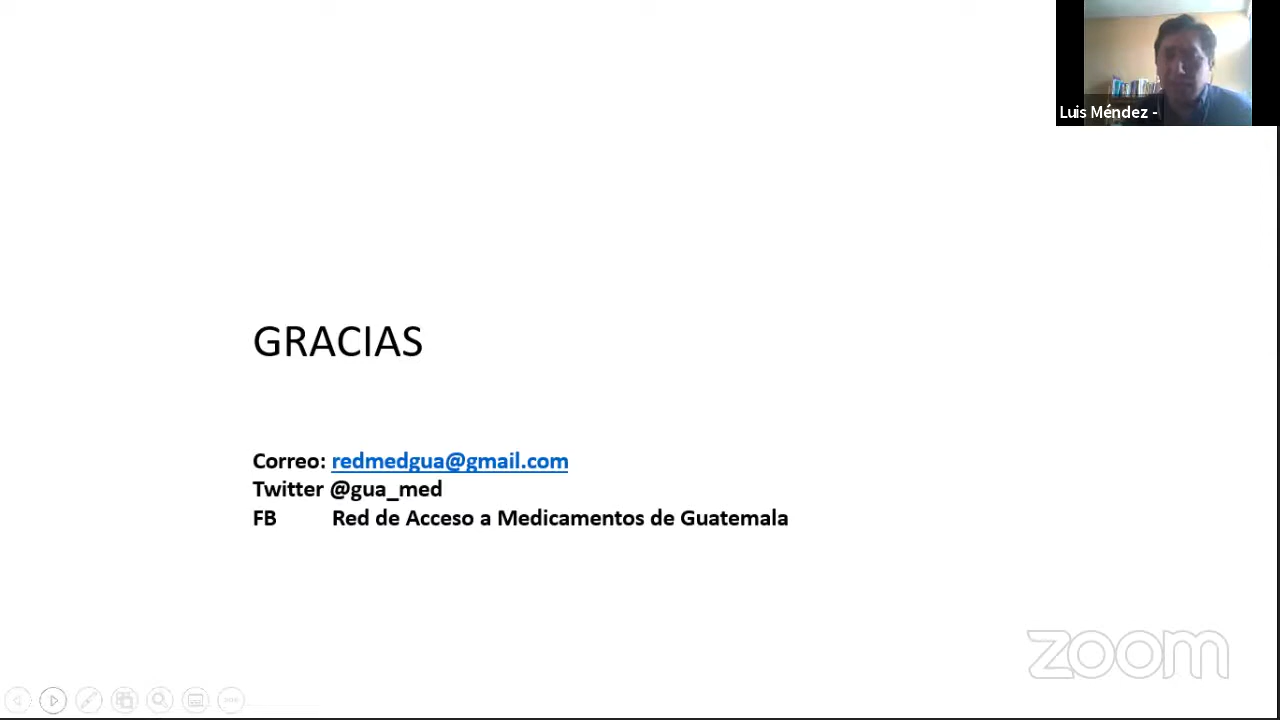 Luis Méndez -
GRACIAS
Correo: redmedgua@gmail.com
Twitter @gua_med
FB Red de Acceso a Medicamentos de Guatemala
zoom